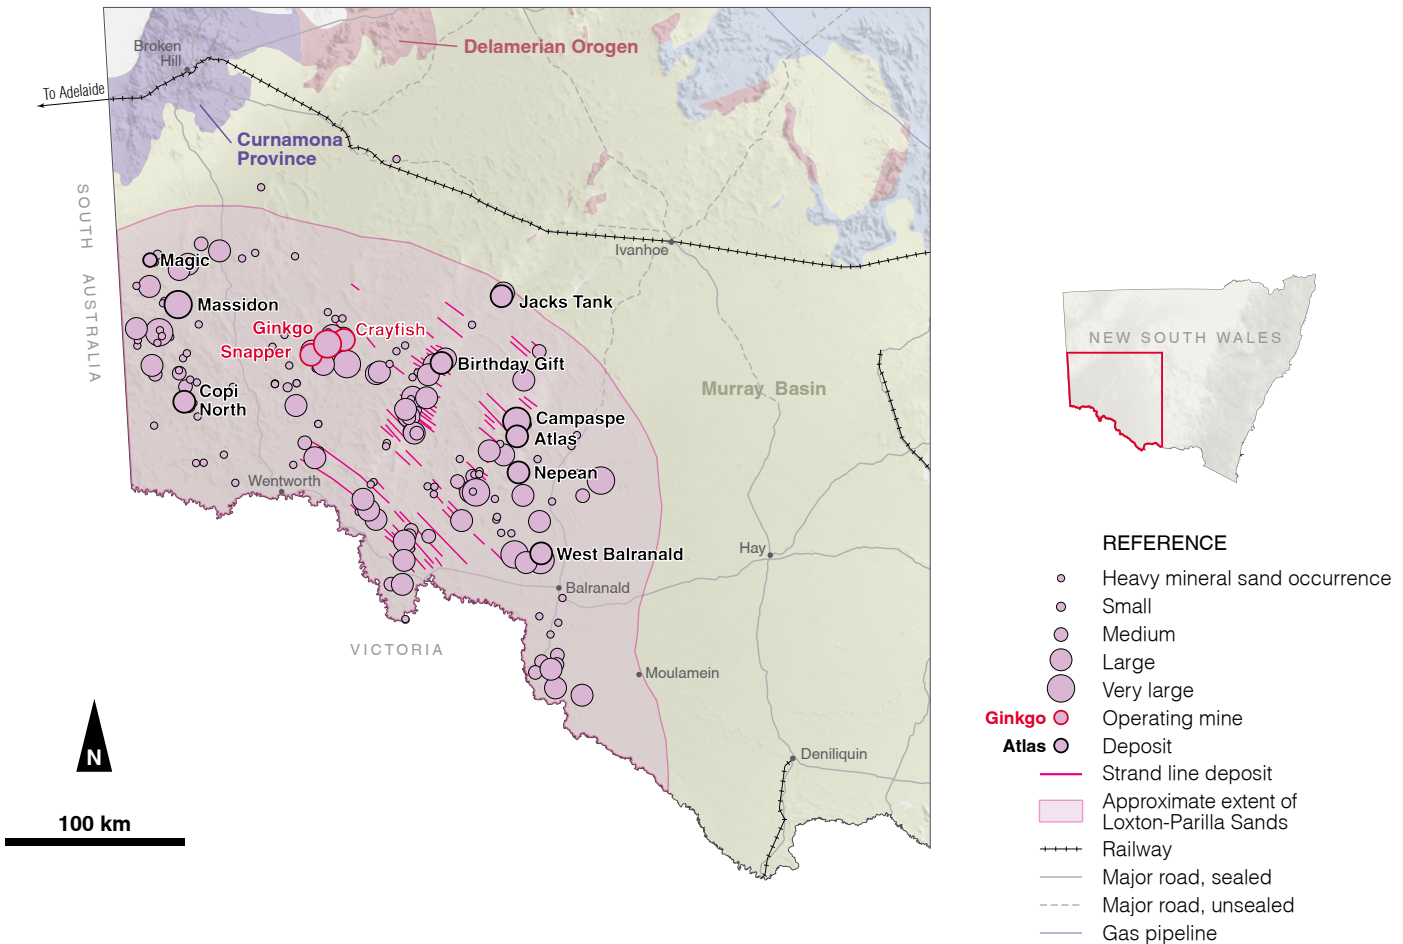 Broken
Hill
Delamerian Orogen
To Adelaide
Curnamona
Province
SOUTH AUSTRALIA
Ivanhoe
Magic
Massidon
Jacks Tank
Ginkgo
Crayfish
Snapper
Birthday Gift
Copi
North
Murray Basin
Campaspe
Atlas
Nepean
Wentworth
West Balranald
Hay
Balranald
VICTORIA
Moulamein
Deniliquin
N
100 km
NEW SOUTH WALES
REFERENCE
Heavy mineral sand occurrence
Small
Medium
Large
Very large
Ginkgo Operating mine
Atlas Deposit
Strand line deposit
Approximate extent of
Loxton-Parilla Sands
Railway
Major road, sealed
Major road, unsealed
Gas pipeline